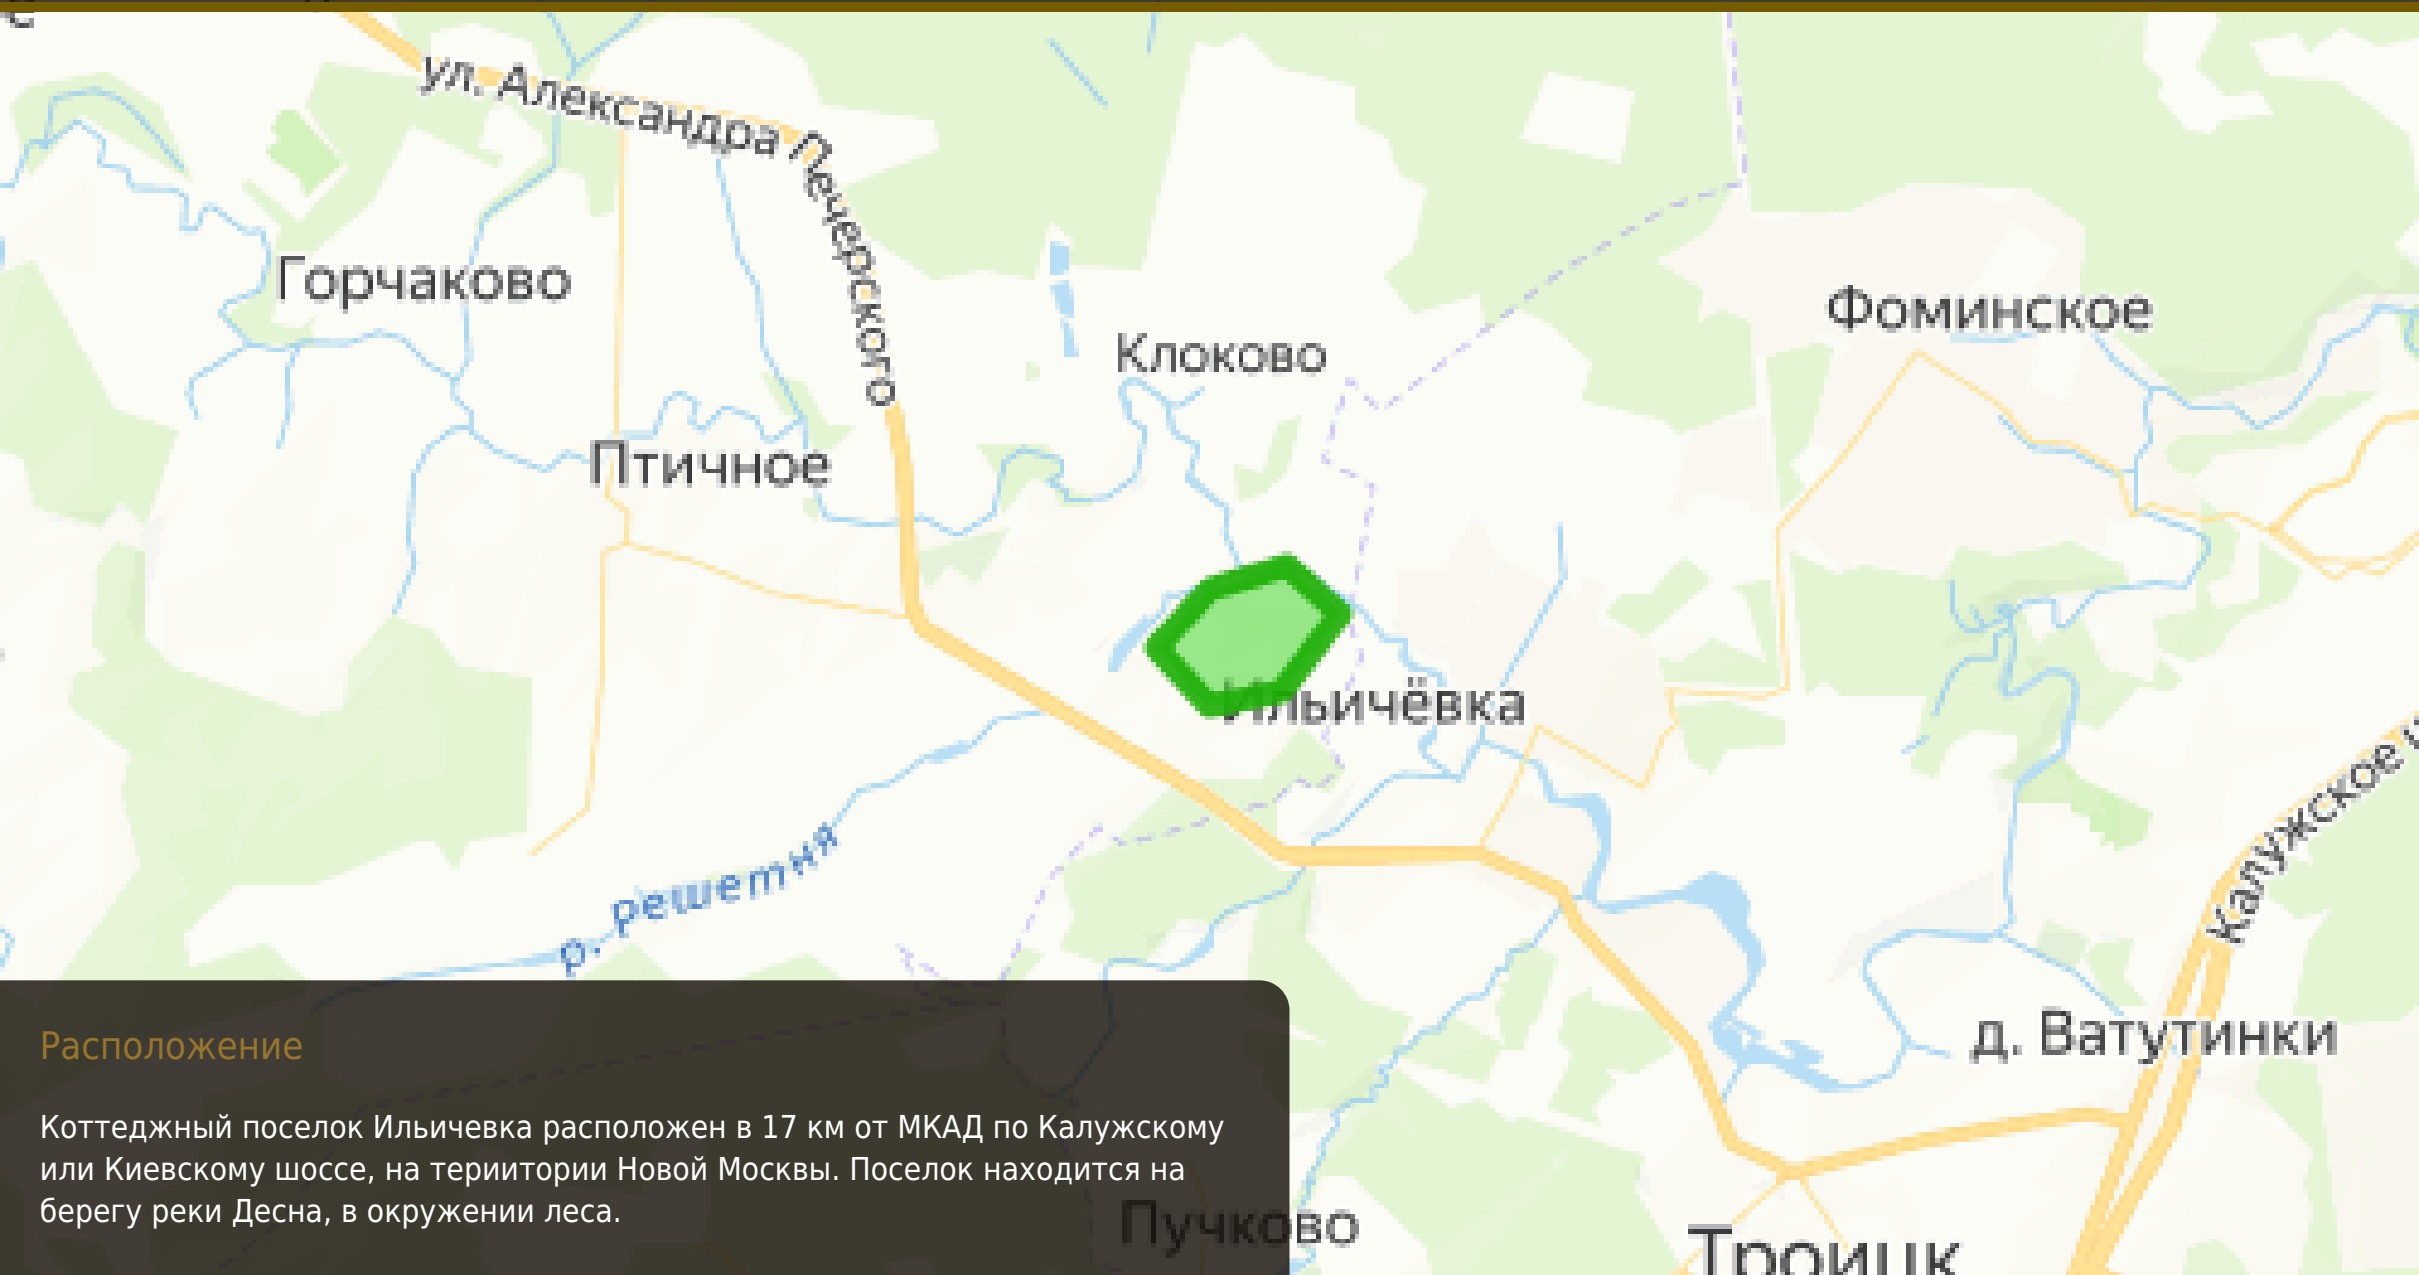 ул. Александра Печерского
Горчаково
Фоминское
Клоково
Птичное
Ильичёвка
Калужское
р. решетня
д. Ватутинки
Расположение
Коттеджный поселок Ильичевка расположен в 17 км от МКАД по Калужскому
или Киевскому шоссе, на териитории Новой Москвы. Поселок находится на
берегу реки Десна, в окружении леса.
Пучково
Троицк